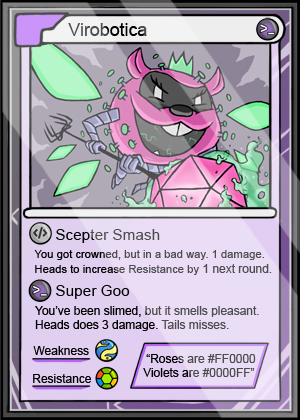 Virobotica
>_
</>
Scepter Smash
You got crowned, but in a bad way. 1 damage.
Heads to increase Resistance by 1 next round.
>_
Super Goo
You've been slimed, but it smells pleasant.
Heads does 3 damage. Tails misses.
Weakness
Resistance
“Roses are #FF0000
Violets are #0000FF”